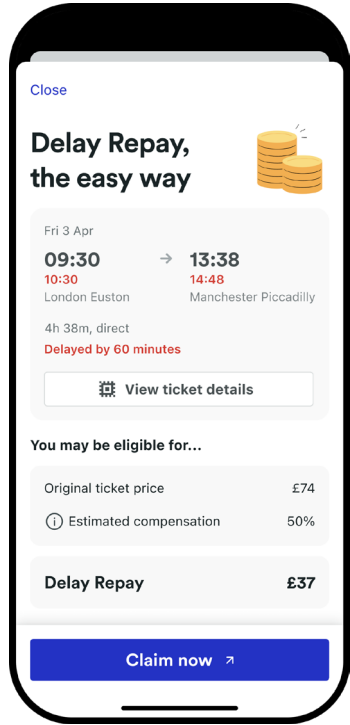 Close
Delay Repay,
the easy way
Fri 3 Apr
09:30 → 13:38
10:30 14:48
London Euston Manchester Piccadilly
4h 38m, direct
Delayed by 60 minutes
View ticket details
You may be eligible for...
Original ticket price £74
Estimated compensation 50%
Delay Repay £37
Claim now ↗